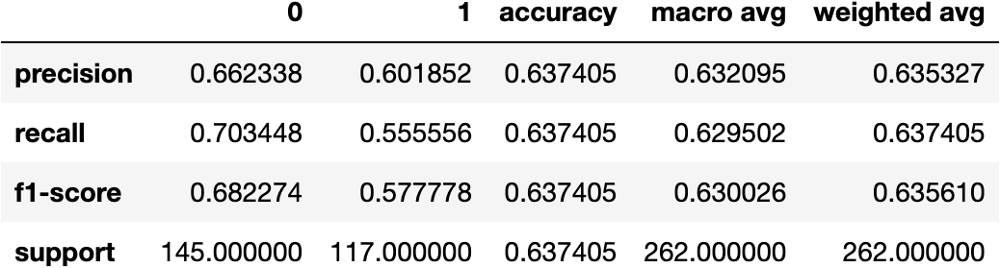 0 1 accuracy macro avg weighted avg
precision 0.662338 0.601852 0.637405 0.632095 0.635327
recall 0.703448 0.555556 0.637405 0.629502 0.637405
f1-score 0.682274 0.577778 0.637405 0.630026 0.635610
support 145.000000 117.000000 0.637405 262.000000 262.000000